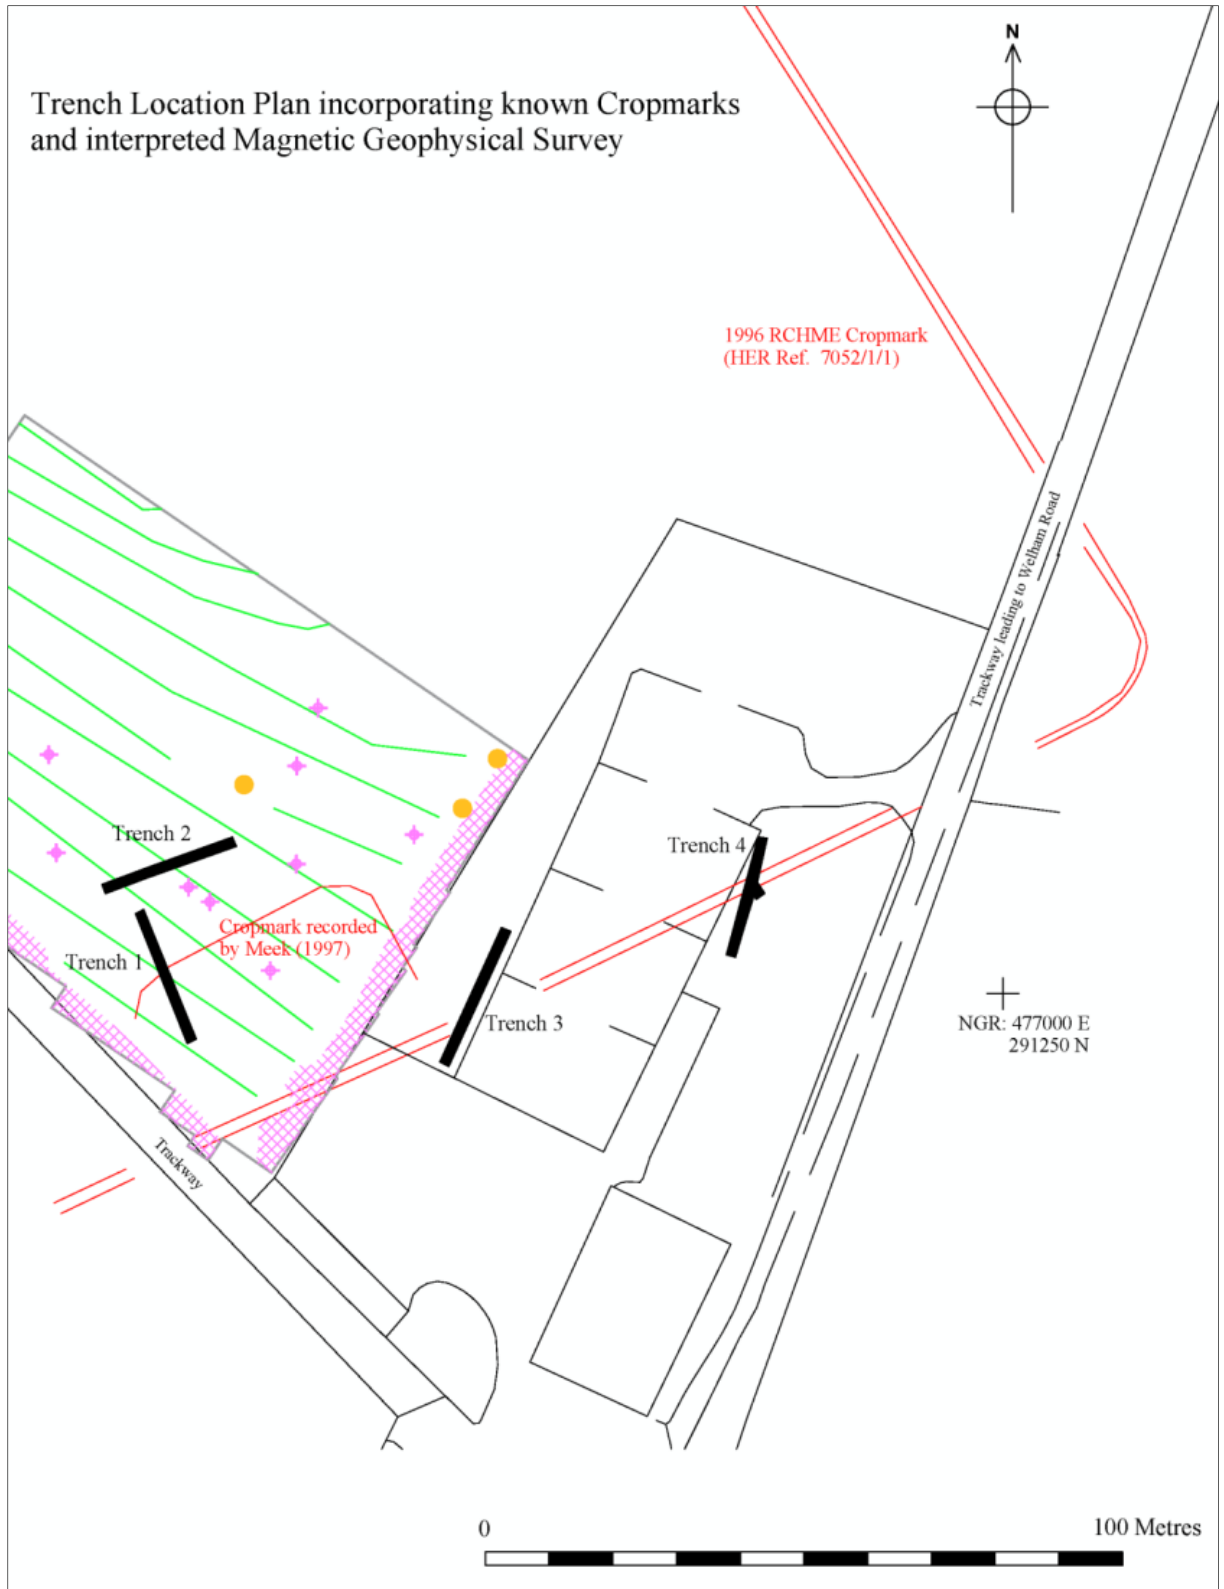 N
Trench Location Plan incorporating known Cropmarks
and interpreted Magnetic Geophysical Survey
1996 RCHME Cropmark
(HER Ref. 7052/1/1)
Trackway leading to Welham Road
Trench 2
Trench 4
Cropmark recorded
by Meek (1997)
Trench 1
Trench 3
NGR: 477000 E
291250 N
Trackway
0
100 Metres